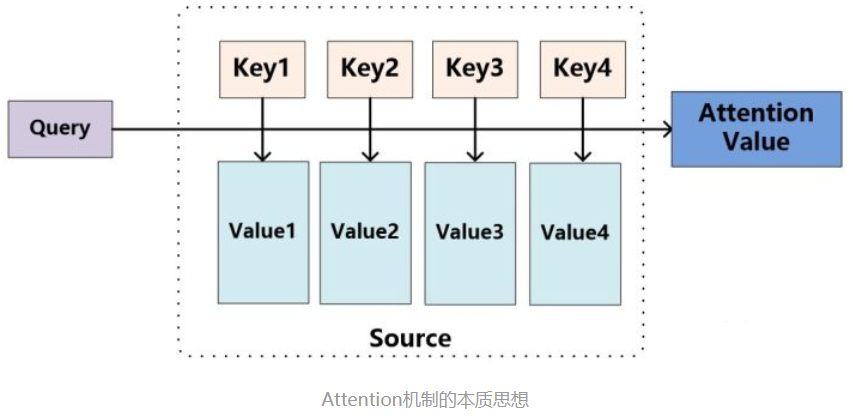 Key1 Key2 Key3 Key4
Query
Attention
Value
Value1 Value2 Value3 Value4
Source
Attention机制的本质思想